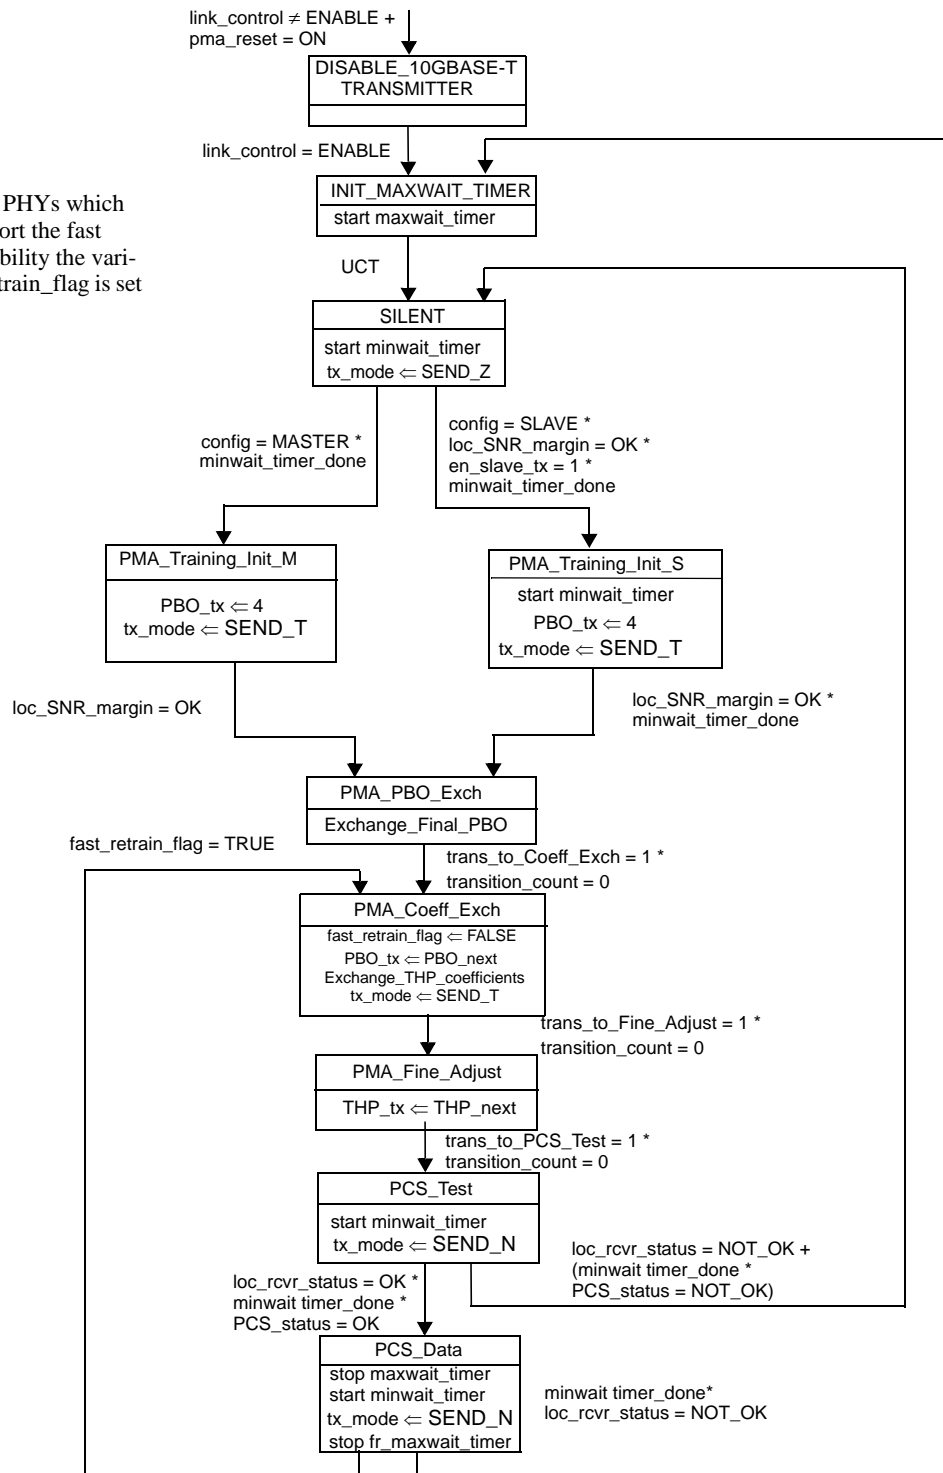 link_control ≠ ENABLE +
pma_reset = ON
DISABLE_10GBASE-T
TRANSMITTER
link_control = ENABLE
PHYs which
ort the fast
bility the vari-
train_flag is set
INIT_MAXWAIT_TIMER
start maxwait_timer
UCT
SILENT
start minwait_timer
tx_mode ⇐ SEND_Z
config = MASTER *
minwait_timer_done
config = SLAVE *
loc_SNR_margin = OK *
en_slave_tx = 1 *
minwait_timer_done
PMA_Training_Init_M
PBO_tx ⇐ 4
tx_mode ⇐ SEND_T
PMA_Training_Init_S
start minwait_timer
PBO_tx ⇐ 4
tx_mode ⇐ SEND_T
loc_SNR_margin = OK
loc_SNR_margin = OK *
minwait_timer_done
PMA_PBO_Exch
Exchange_Final_PBO
fast_retrain_flag = TRUE
trans_to_Coeff_Exch = 1 *
transition_count = 0
PMA_Coeff_Exch
fast_retrain_flag ⇐ FALSE
PBO_tx ⇐ PBO_next
Exchange_THP_coefficients
tx_mode ⇐ SEND_T
trans_to_Fine_Adjust = 1 *
transition_count = 0
PMA_Fine_Adjust
THP_tx ⇐ THP_next
trans_to_PCS_Test = 1 *
transition_count = 0
PCS_Test
start minwait_timer
tx_mode ⇐ SEND_N
loc_rcvr_status = NOT_OK +
(minwait timer_done *
PCS_status = NOT_OK)
loc_rcvr_status = OK *
minwait timer_done *
PCS_status = OK
PCS_Data
stop maxwait_timer
start minwait_timer
tx_mode ⇐ SEND_N
stop fr_maxwait_timer
minwait timer_done*
loc_rcvr_status = NOT_OK